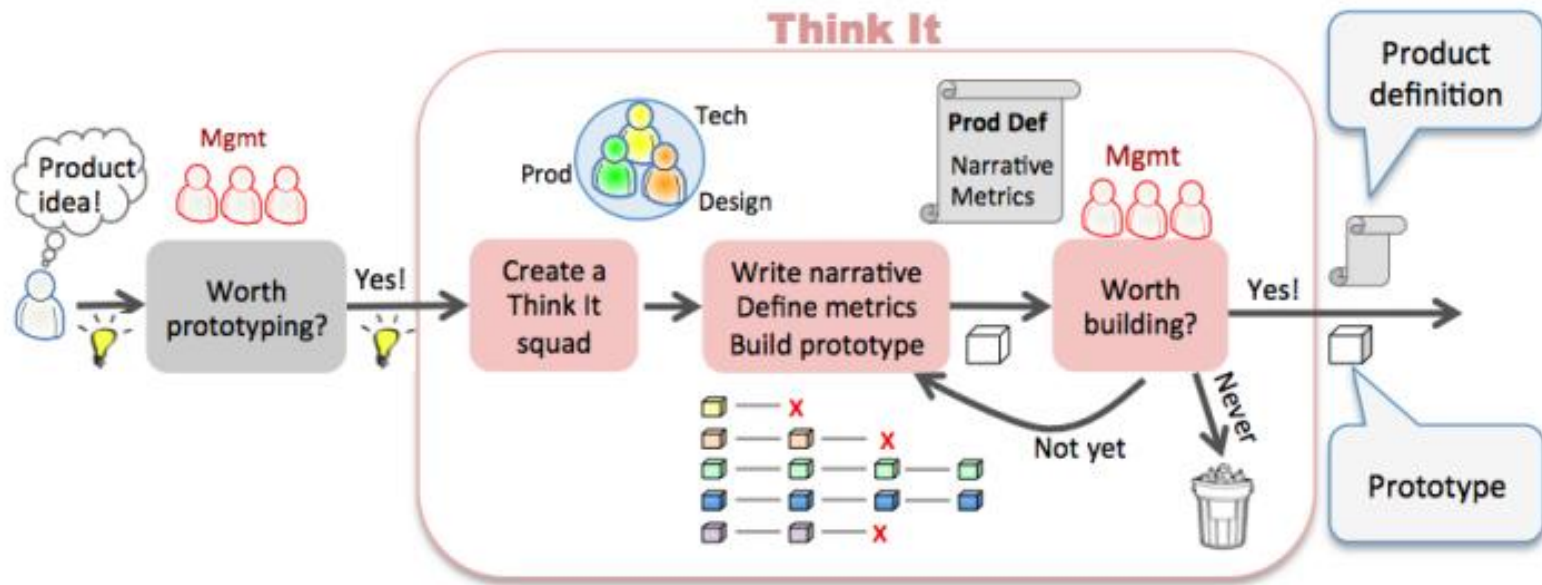 Think It
Product
idea!
Mgmt
Worth
prototyping?
Yes!
Tech
Prod
Design
Create a
Think It
squad
Write narrative
Define metrics
Build prototype
X
X
X
Prod Def
Narrative
Metrics
Mgmt
Worth
building?
Not yet
Never
Yes!
Product
definition
Prototype